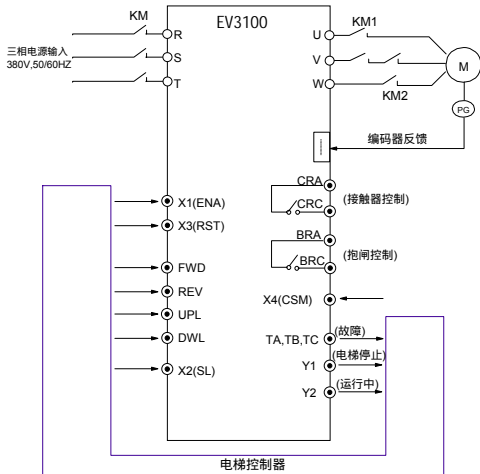 EV3100
KM
KM1
R
U
三相电源输入
380V,50/60HZ
S
V
M
T
W
KM2
PG
编码器反馈
CRA
X1(ENA)
CRC
(接触器控制)
X3(RST)
BRA
FWD
BRC
(抱闸控制)
REV
X4(CSM)
UPL
(故障)
DWL
TA,TB,TC
(电梯停止)
X2(SL)
Y1
(运行中)
Y2
电梯控制器